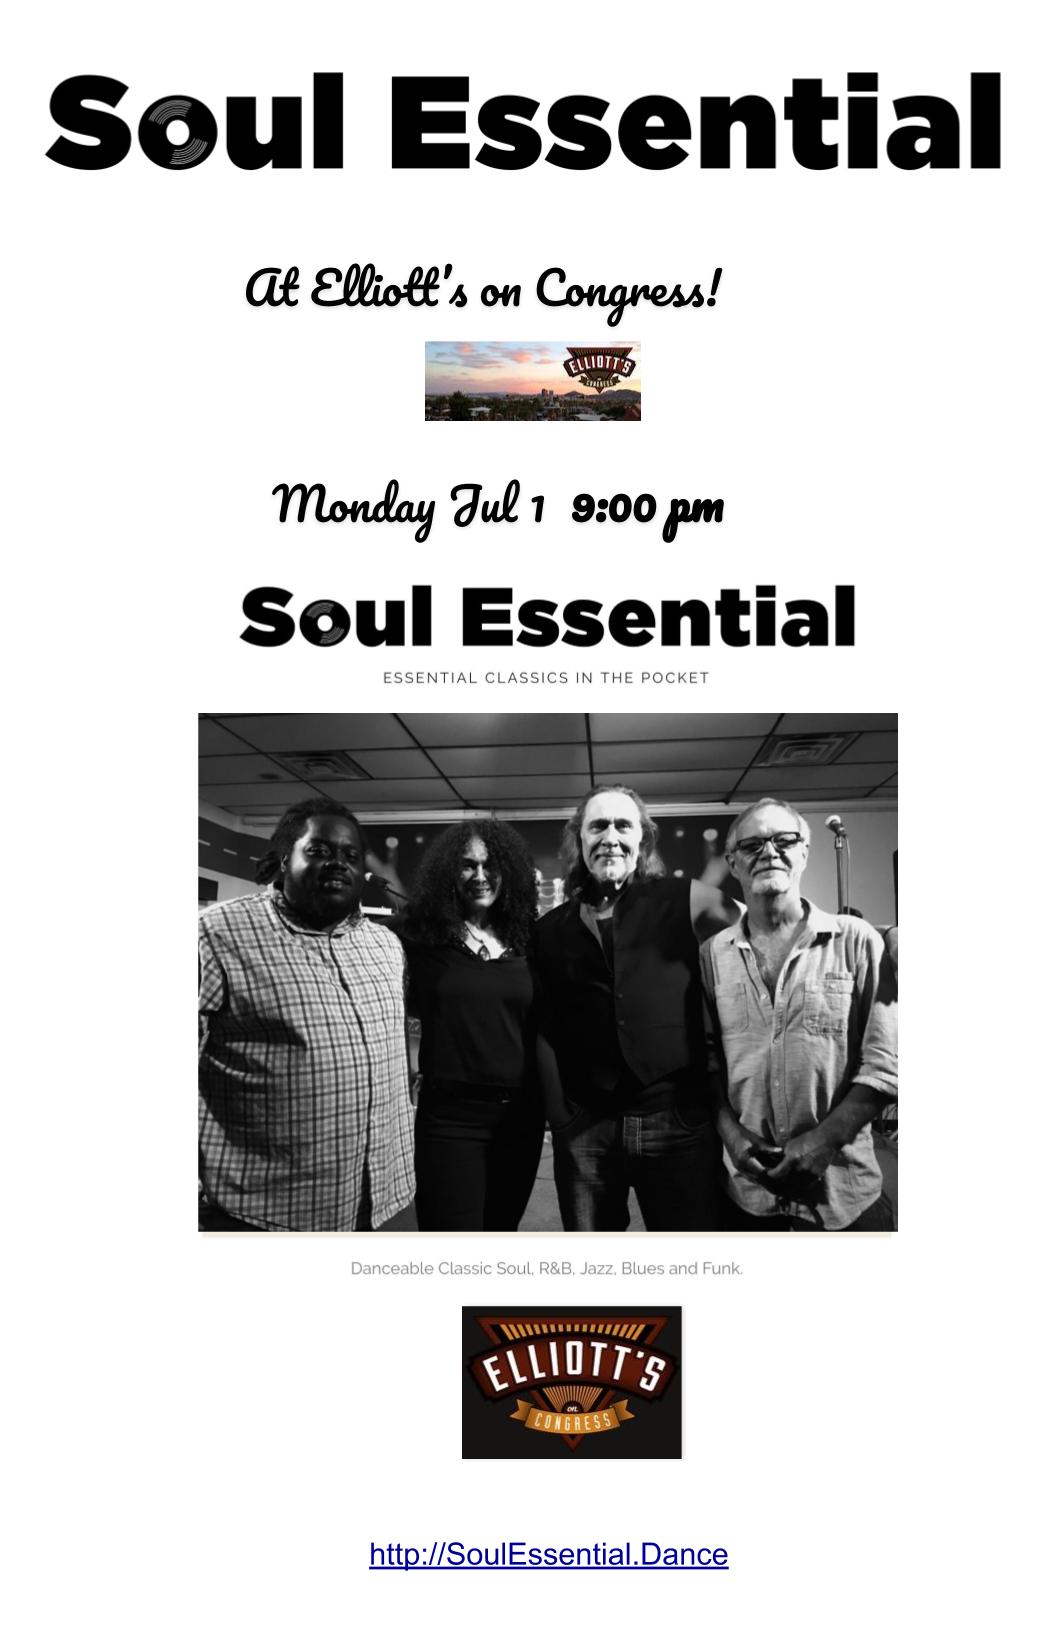 Soul Essential
At Elliott's on Congress!
ELLIOTT'S
CONGRESS
Monday Jul 1 9:00 pm
Soul Essential
ESSENTIAL CLASSICS IN THE POCKET
Danceable Classic Soul, R&B, Jazz, Blues and Funk.
ELLIOTT'S
on
CONGRESS
http://SoulEssential.Dance